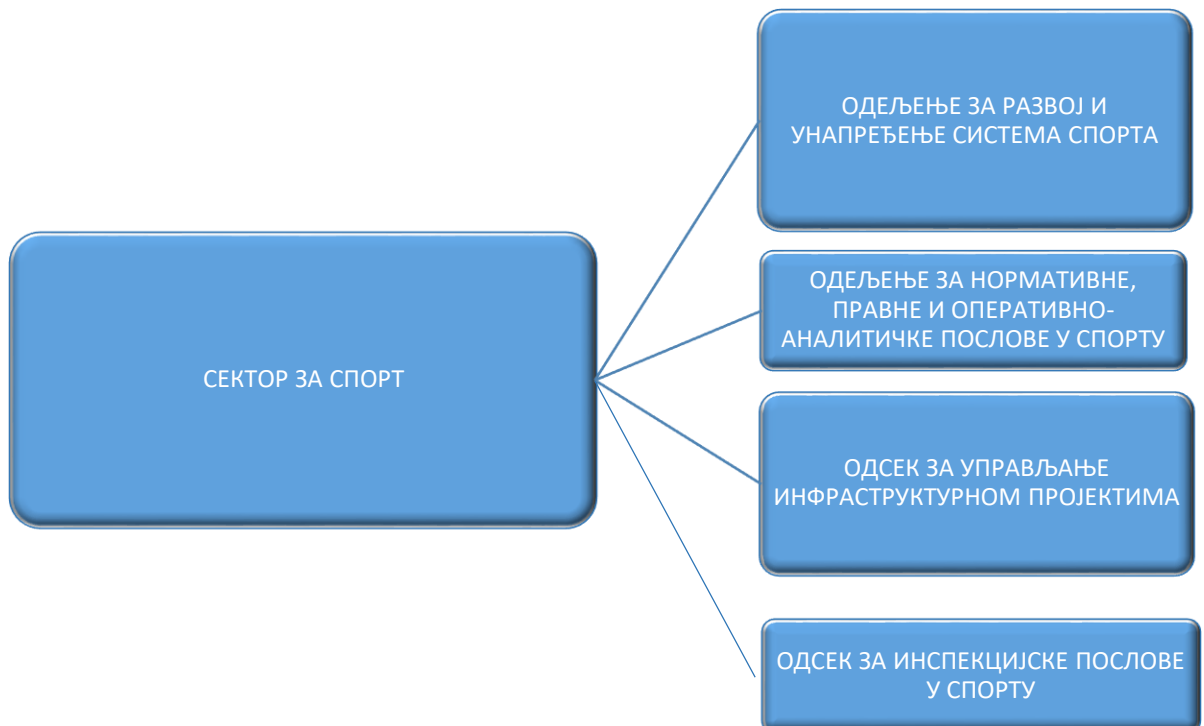 ОДЕЉЕЊЕ ЗА РАЗВОЈ И
УНАПРЕЂЕЊЕ СИСТЕМА СПОРТА
ОДЕЉЕЊЕ ЗА НОРМАТИВНЕ,
ПРАВНЕ И ОПЕРАТИВНО-
АНАЛИТИЧКЕ ПОСЛОВЕ У СПОРТУ
СЕКТОР ЗА СПОРТ
ОДСЕК ЗА УПРАВЉАЊЕ
ИНФРАСТРУКТУРНОМ ПРОЈЕКТИМА
ОДСЕК ЗА ИНСПЕКЦИЈСКЕ ПОСЛОВЕ
У СПОРТУ